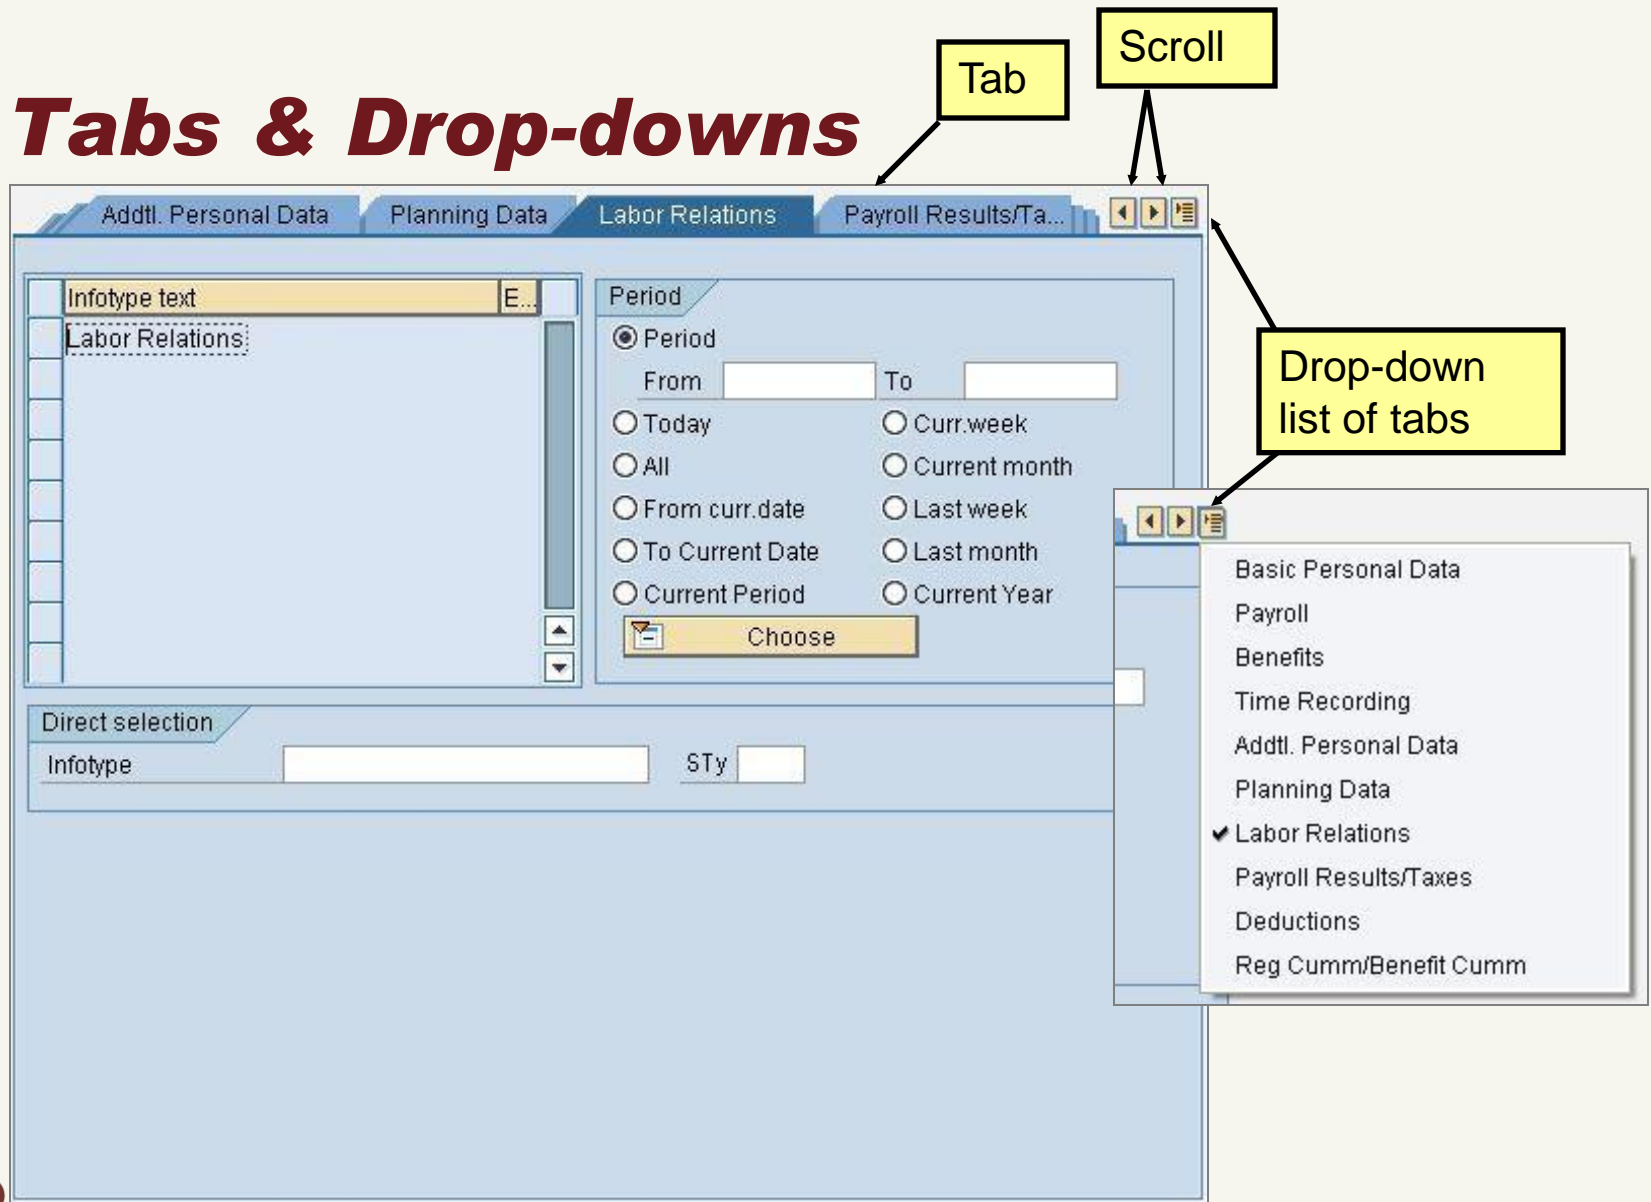 Scroll
Tab
Tabs & Drop-downs
Addtl. Personal Data Planning Data Labor Relations Payroll Results/Ta...
Infotype text E...
Labor Relations
Period
Period
From To
Today Curr.week
All Current month
From curr.date Last week
To Current Date Last month
Current Period Current Year
Choose
Direct selection
Infotype STy
Drop-down
list of tabs
Basic Personal Data
Payroll
Benefits
Time Recording
Addtl. Personal Data
Planning Data
Labor Relations
Payroll Results/Taxes
Deductions
Reg Cumm/Benefit Cumm